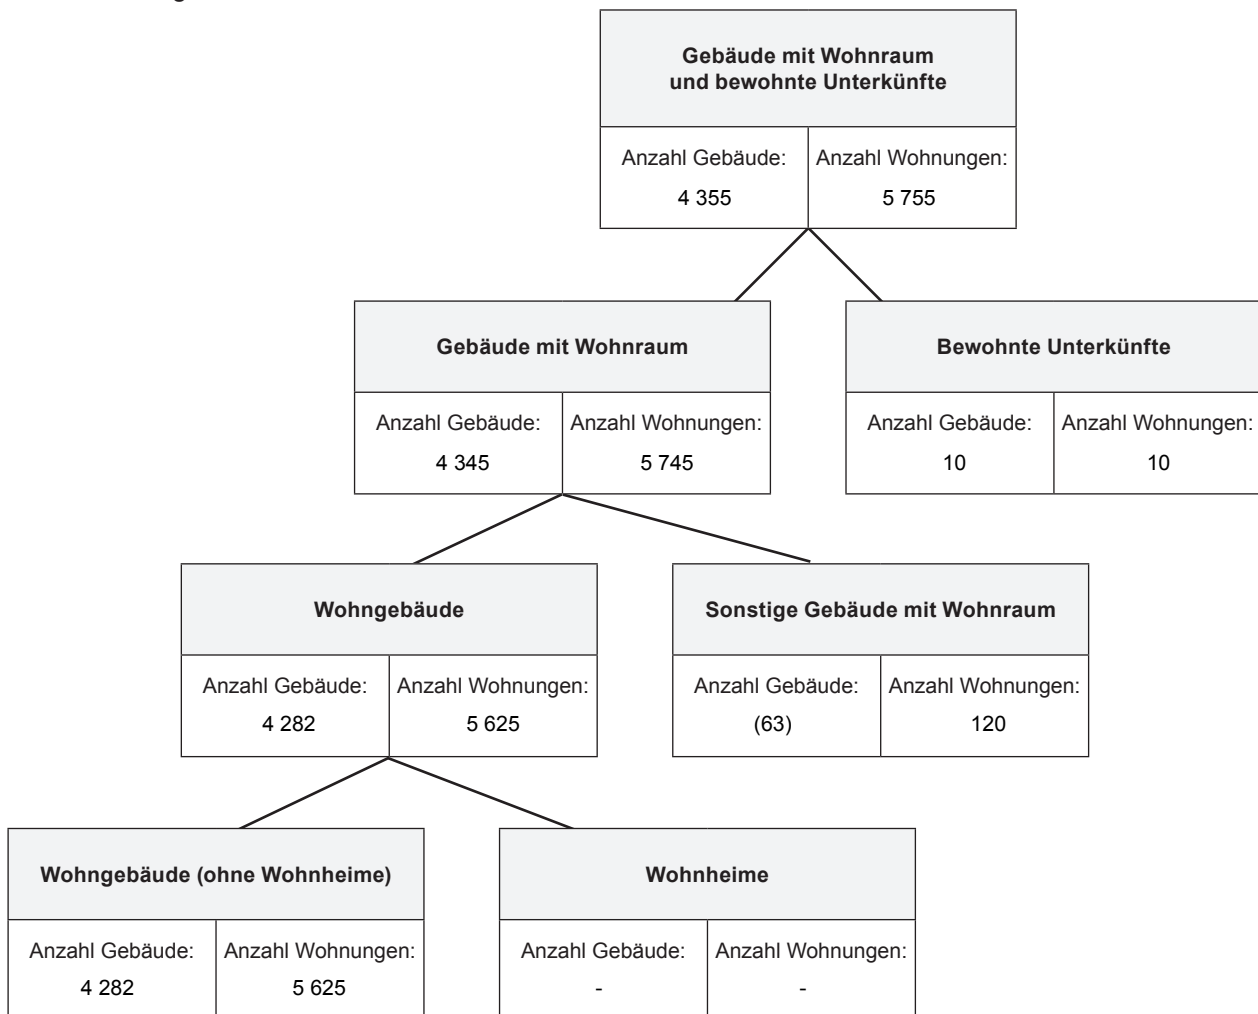 Gebäude mit Wohnraum
und bewohnte Unterkünfte
Anzahl Gebäude: Anzahl Wohnungen:
4 355 5 755
Gebäude mit Wohnraum Bewohnte Unterkünfte
Anzahl Gebäude: Anzahl Wohnungen: Anzahl Gebäude: Anzahl Wohnungen:
4 345 5 745 10 10
Wohngebäude Sonstige Gebäude mit Wohnraum
Anzahl Gebäude: Anzahl Wohnungen: Anzahl Gebäude: Anzahl Wohnungen:
4 282 5 625 (63) 120
Wohngebäude (ohne Wohnheime) Wohnheime
Anzahl Gebäude: Anzahl Wohnungen: Anzahl Gebäude: Anzahl Wohnungen:
4 282 5 625 - -